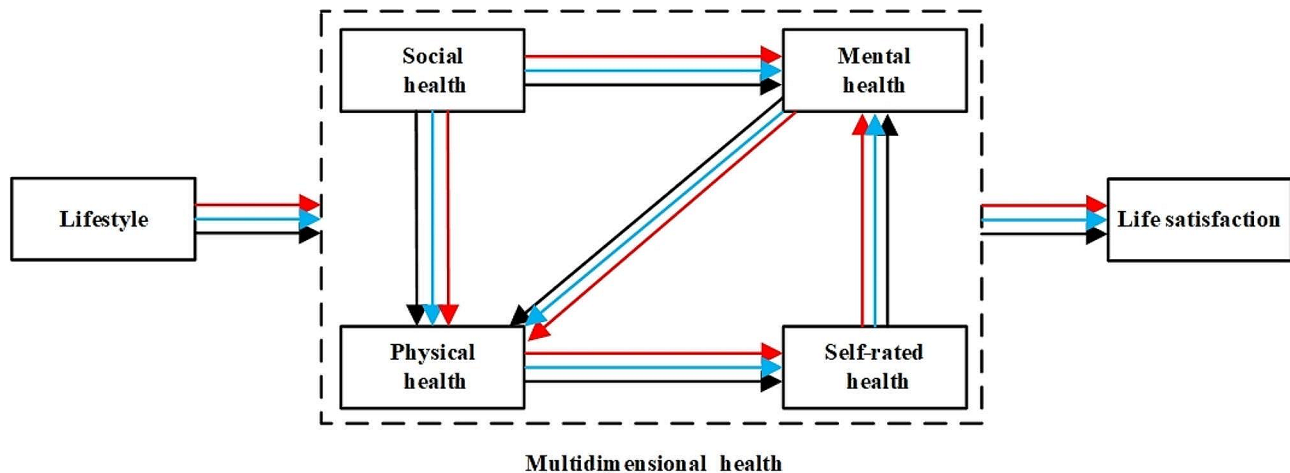 Social
health
Mental
health
Lifestyle
Life satisfaction
Physical
health
Self-rated
health
Multidimensional health